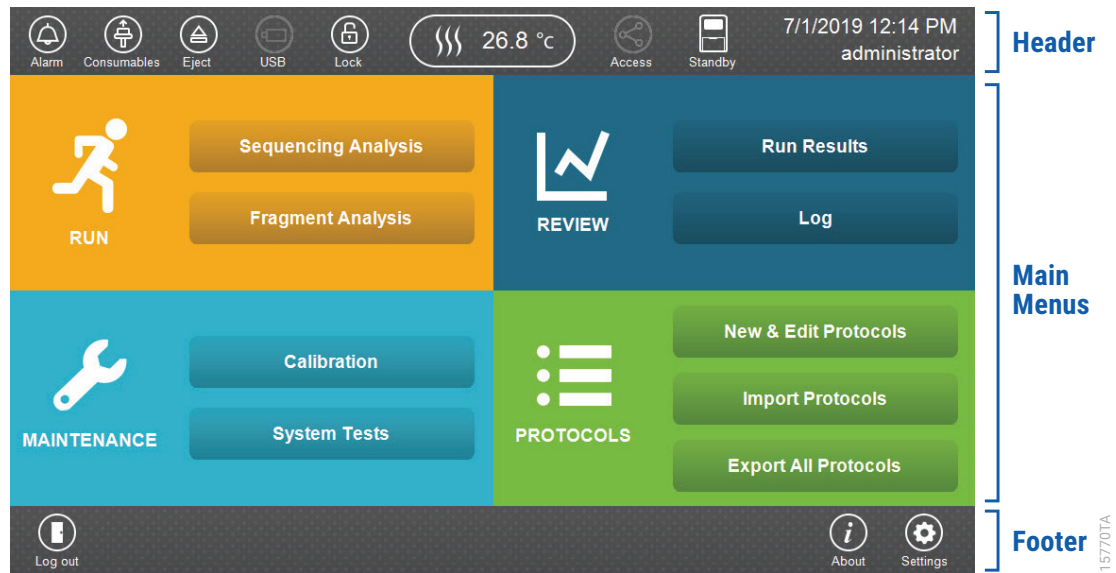 Alarm
Consumables
Eject
USB
Lock
26.8 °c
Access
Standby
7/1/2019 12:14 PM
administrator
Header
RUN
Sequencing Analysis
Fragment Analysis
REVIEW
Run Results
Log
Main
Menus
MAINTENANCE
Calibration
System Tests
PROTOCOLS
New & Edit Protocols
Import Protocols
Export All Protocols
Log out
About
Settings
Footer
15770TA